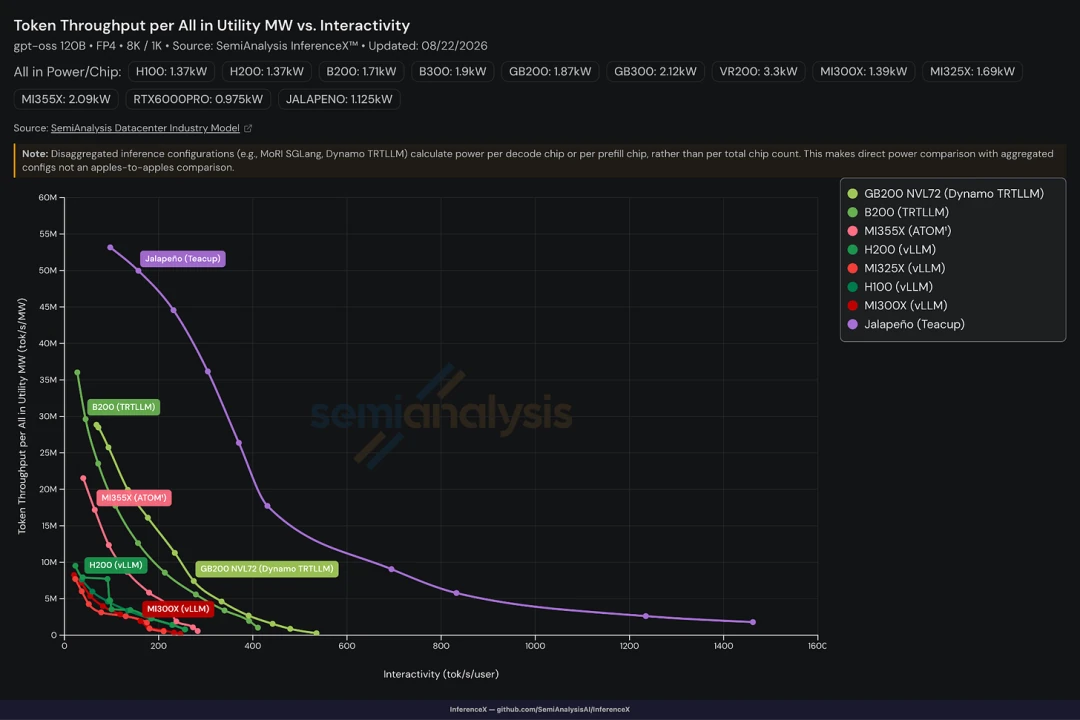 Token Throughput per All in Utility MW vs. Interactivity
gpt-oss 120B • FP4 • 8K / 1K • Source: SemiAnalysis InferenceX™ • Updated: 08/22/2026
All in Power/Chip: H100: 1.37kW H200: 1.37kW B200: 1.71kW B300: 1.9kW GB200: 1.87kW GB300: 2.12kW VR200: 3.3kW MI300X: 1.39kW MI325X: 1.69kW
MI355X: 2.09kW RTX6000PRO: 0.975kW JALAPENO: 1.125kW
Source: SemiAnalysis Datacenter Industry Model
Note: Disaggregated inference configurations (e.g., MoRI SGLang, Dynamo TRTLLM) calculate power per decode chip or per prefill chip, rather than per total chip count. This makes direct power comparison with aggregated
configs not an apples-to-apples comparison.
GB200 NVL72 (Dynamo TRTLLM)
B200 (TRTLLM)
MI355X (ATOM¹)
H200 (vLLM)
MI325X (vLLM)
H100 (vLLM)
MI300X (vLLM)
Jalapeño (Teacup)
Token Throughput per All in Utility MW (tok/s/MW)
60M
55M
50M
45M
40M
35M
30M
25M
20M
15M
10M
5M
0
Jalapeño (Teacup)
B200 (TRTLLM)
MI355X (ATOM¹)
H200 (vLLM)
GB200 NVL72 (Dynamo TRTLLM)
MI300X (vLLM)
semianalysis
0 200 400 600 800 1000 1200 1400 160C
Interactivity (tok/s/user)
InferenceX — github.com/SemiAnalysisAI/InferenceX